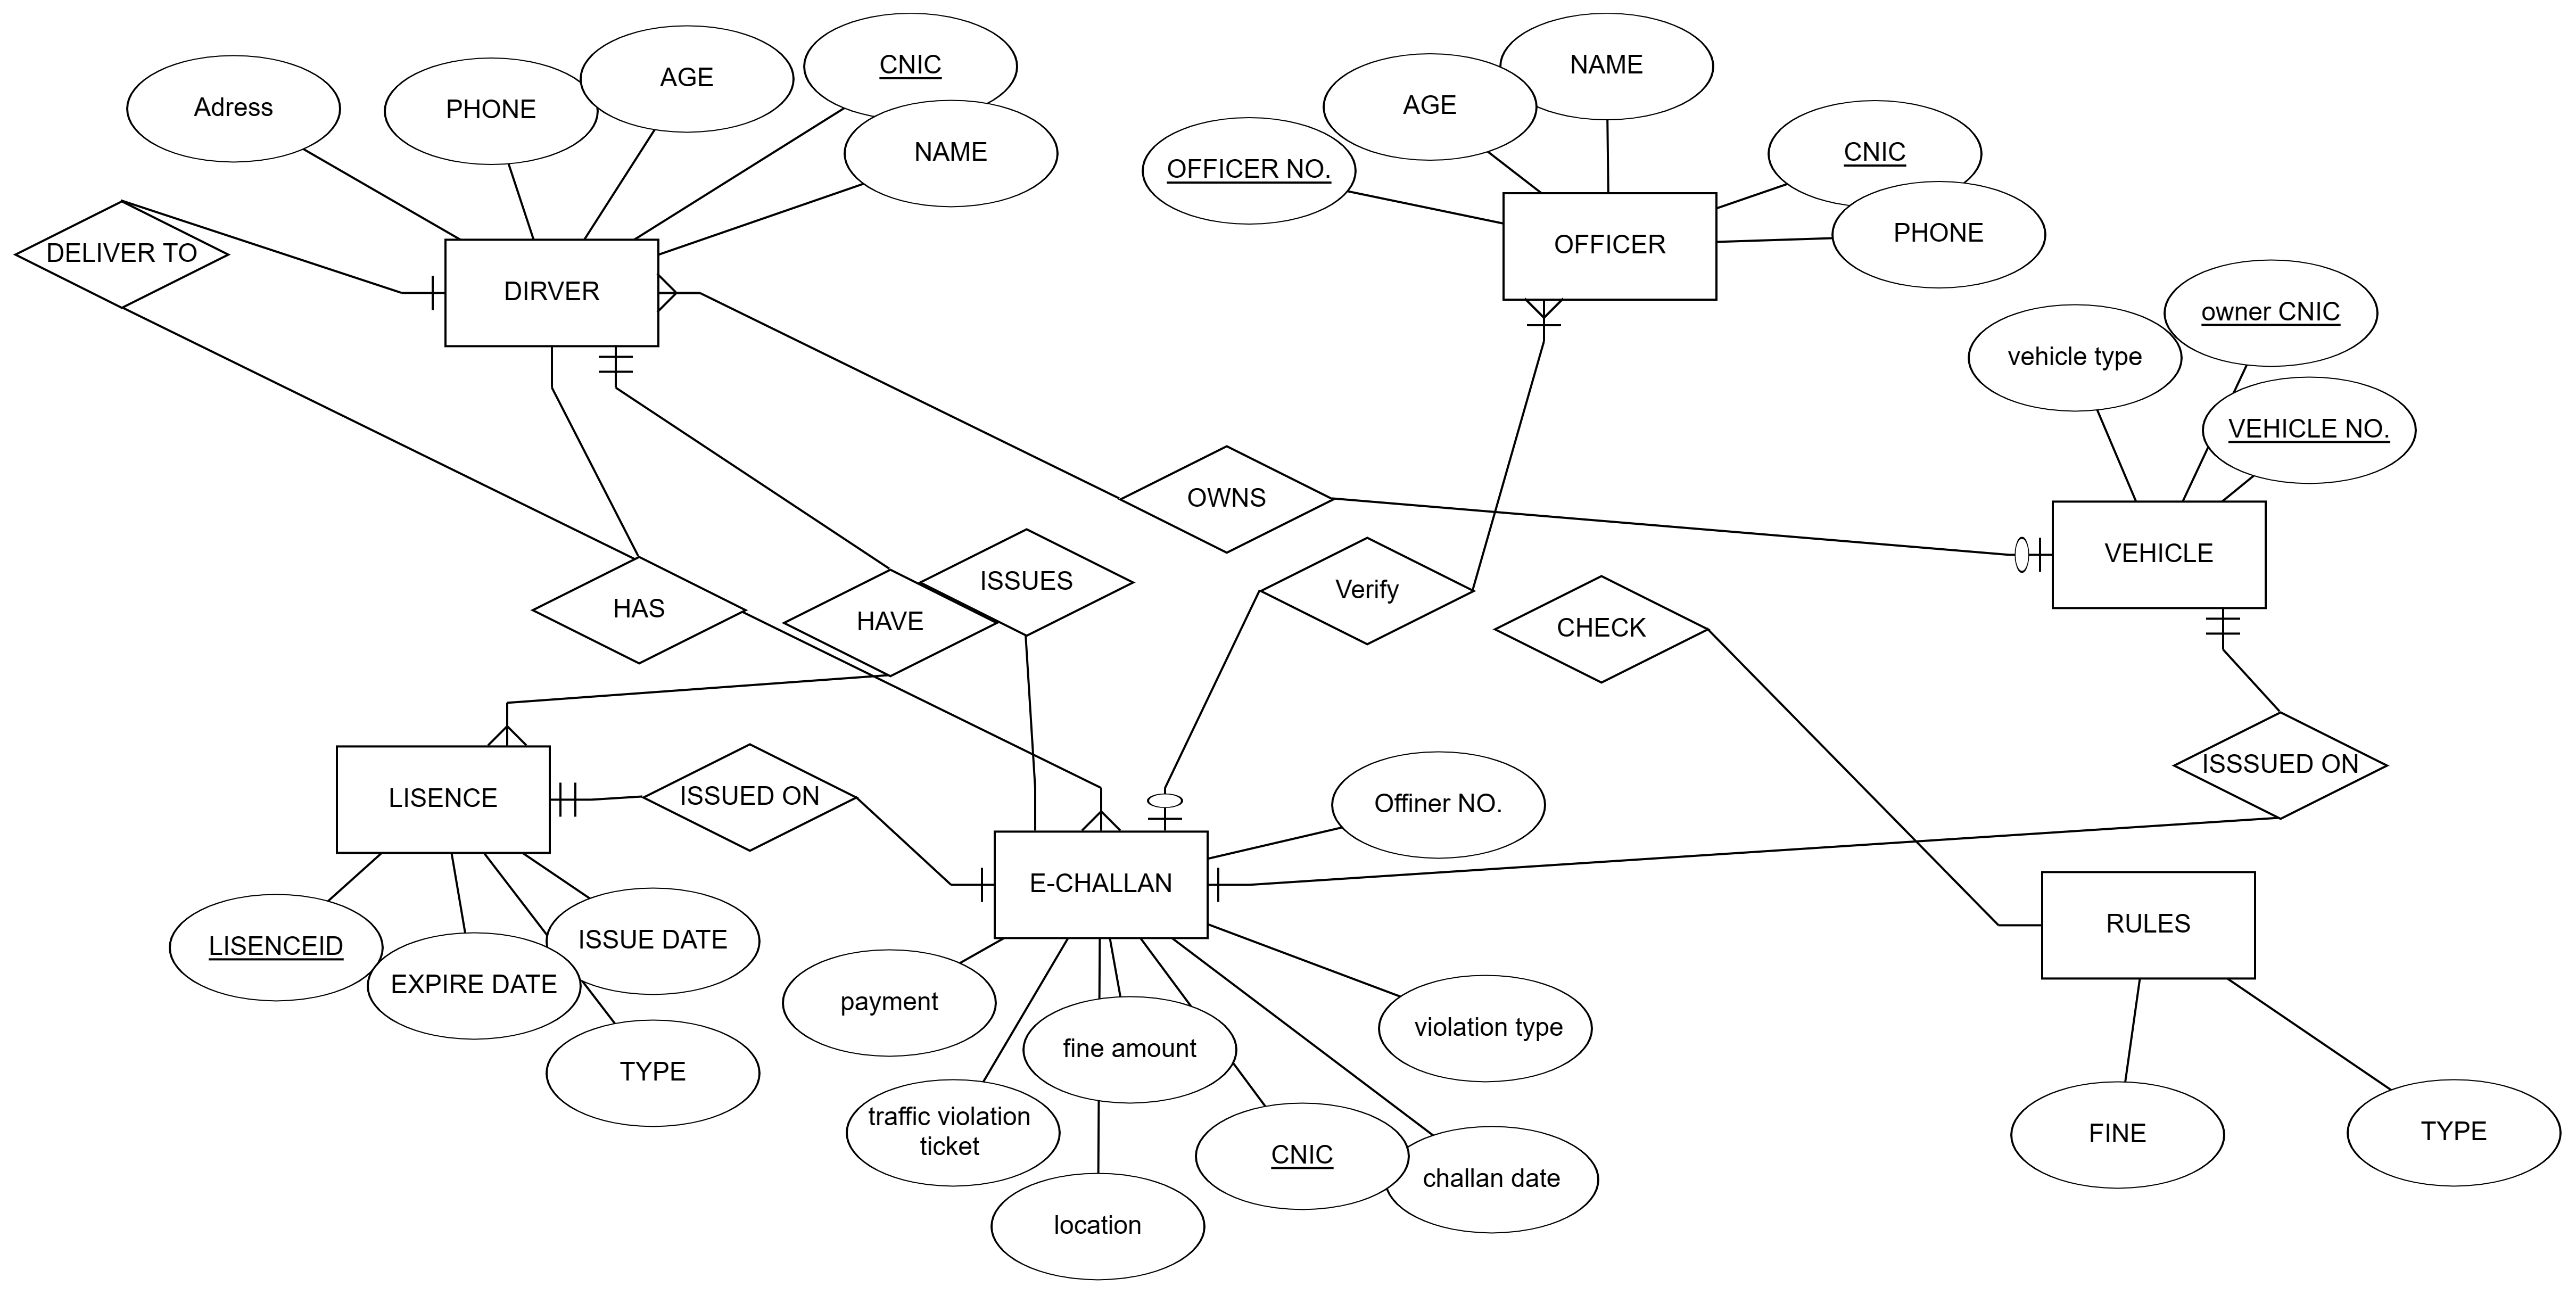 Adress
PHONE
AGE
CNIC
NAME
OFFICER NO.
AGE
NAME
CNIC
PHONE
DELIVER TO
DIRVER
OFFICER
vehicle type
owner CNIC
VEHICLE NO.
OWNS
VEHICLE
HAS
HAVE
ISSUES
Verify
CHECK
LISENCE
ISSUED ON
Offiner NO.
ISSSUED ON
E-CHALLAN
RULES
LISENCEID
EXPIRE DATE
ISSUE DATE
TYPE
payment
fine amount
violation type
traffic violation
ticket
location
CNIC
challan date
FINE
TYPE